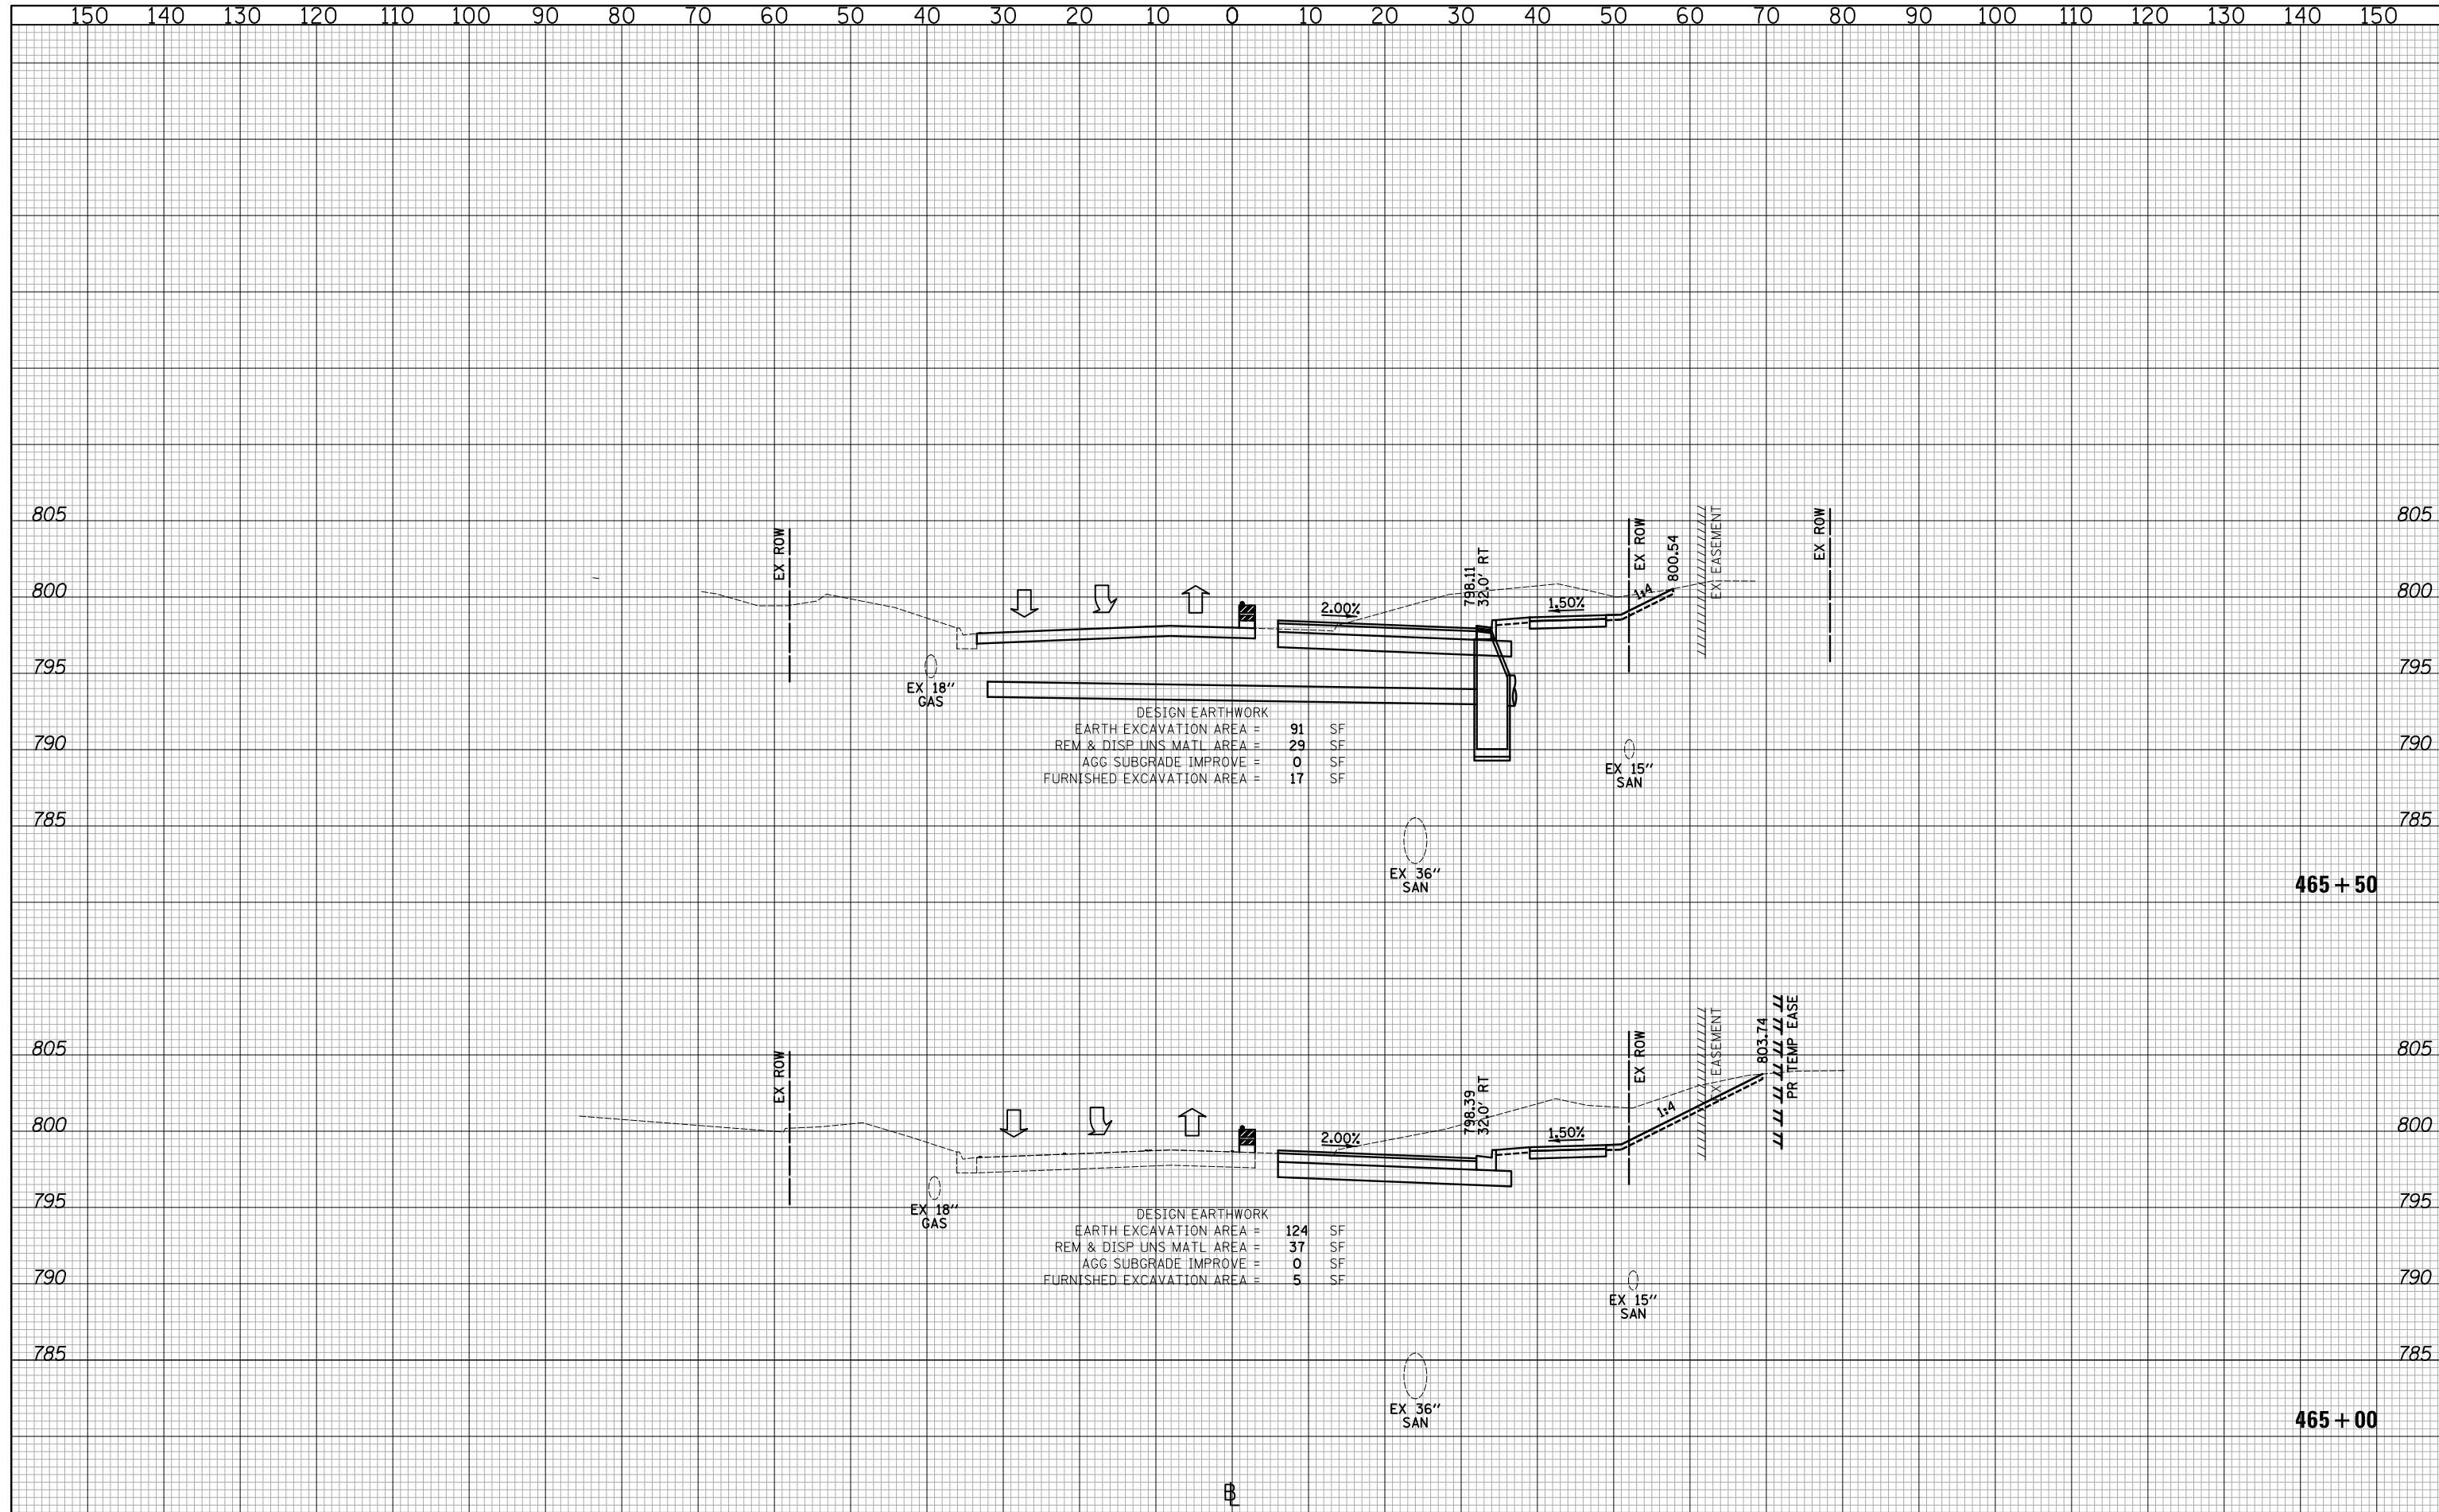 150 140 130 120 110 100 90 80 70 60 50 40 30 20 10 0 10 20 30 40 50 60 70 80 90 100 110 120 130 140 150
805 805
EX ROW
798.11
32.0' RT
EX ROW
800.54
EX EASEMENT
EX ROW
800 800
2.00%
1.50%
1:4
795 795
EX 18"
GAS
DESIGN EARTHWORK
EARTH EXCAVATION AREA = 91 SF
REM & DISP UNS MATL AREA = 29 SF
AGG SUBGRADE IMPROVE = 0 SF
FURNISHED EXCAVATION AREA = 17 SF
790 790
EX 15"
SAN
785 785
EX 36"
SAN
465+50
805 805
EX ROW
798.39
32.0' RT
EX ROW
EX EASEMENT
803.74
PR TEMP EASE
800 800
2.00%
1.50%
1:4
795 795
EX 18"
GAS
DESIGN EARTHWORK
EARTH EXCAVATION AREA = 124 SF
REM & DISP UNS MATL AREA = 37 SF
AGG SUBGRADE IMPROVE = 0 SF
FURNISHED EXCAVATION AREA = 5 SF
790 790
EX 15"
SAN
785 785
EX 36"
SAN
465+00
BL